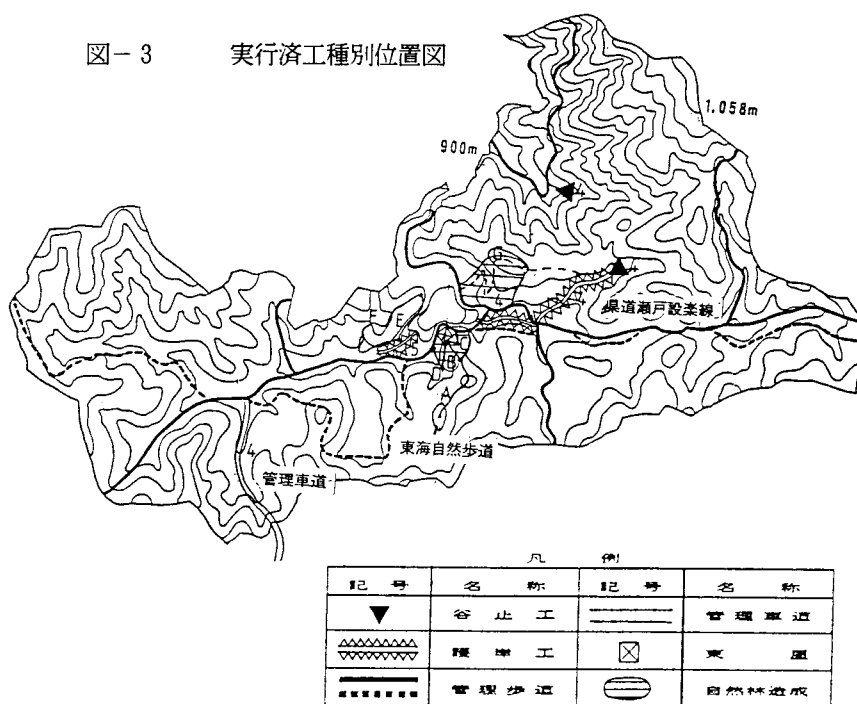 図－3 実行済工種別位置図
1,058m
900m
県道瀬戸設楽線
F E
G
C
B
D
A
4
東海自然歩道
管理車道
凡 例
記 号 名 称 記 号 名 称
谷 止 工 管 理 車 道
護 岸 工 東 屋
管 理 歩 道 自 然 林 造 成